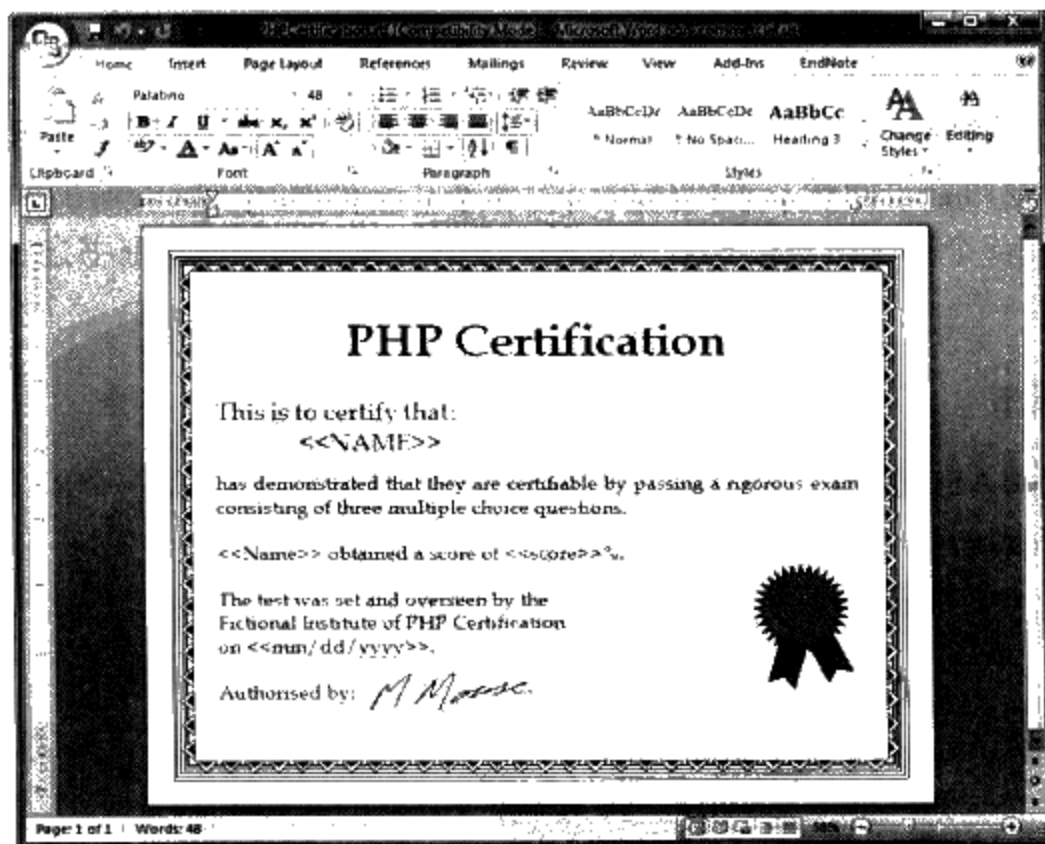 Home Insert Page Layout References Mailings Review View Add-Ins EndNote
Palatino 48
Paste
B I U abc x, x'
AaBbCcDc AaBbCcDc AaBbCc
¶ Normal ¶ No Spaci... Heading 3
Change Styles Editing
Clipboard Font Paragraph Styles
PHP Certification
This is to certify that:
<<NAME>>
has demonstrated that they are certifiable by passing a rigorous exam
consisting of three multiple choice questions.
<<Name>> obtained a score of <<score>>%.
The test was set and overseen by the
Fictional Institute of PHP Certification
on <<mm/dd/yyyy>>.
Authorised by: M Mouse.
Page: 1 of 1 Words: 48